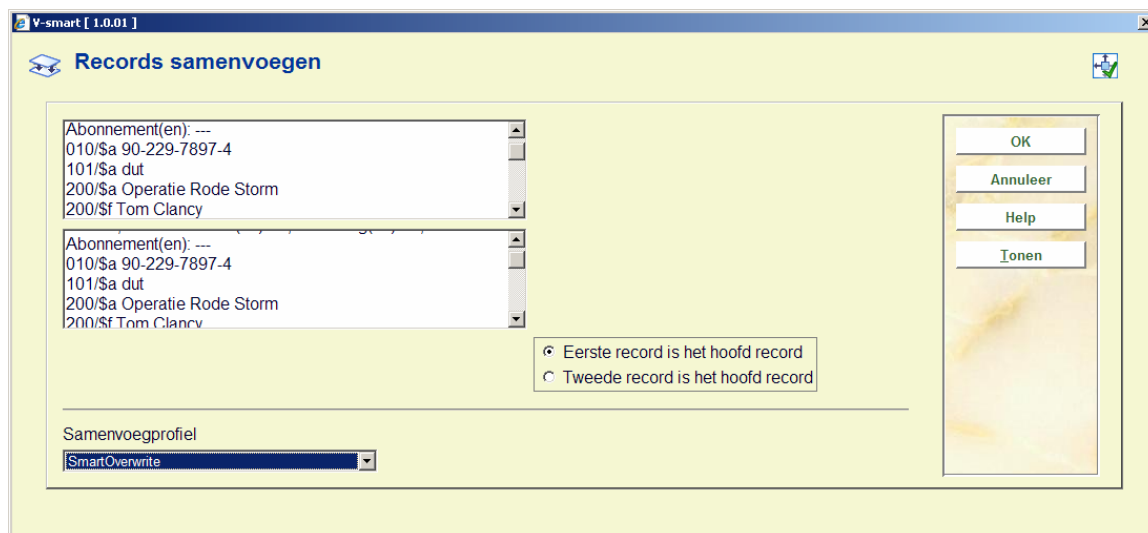 V-smart [ 1.0.01 ]
Records samenvoegen
Abonnement(en): ---
010/$a 90-229-7897-4
101/$a dut
200/$a Operatie Rode Storm
200/$f Tom Clancy
Abonnement(en): ---
010/$a 90-229-7897-4
101/$a dut
200/$a Operatie Rode Storm
200/$f Tom Clancy
Eerste record is het hoofd record
Tweede record is het hoofd record
Samenvoegprofiel
SmartOverwrite
OK
Annuleer
Help
Tonen